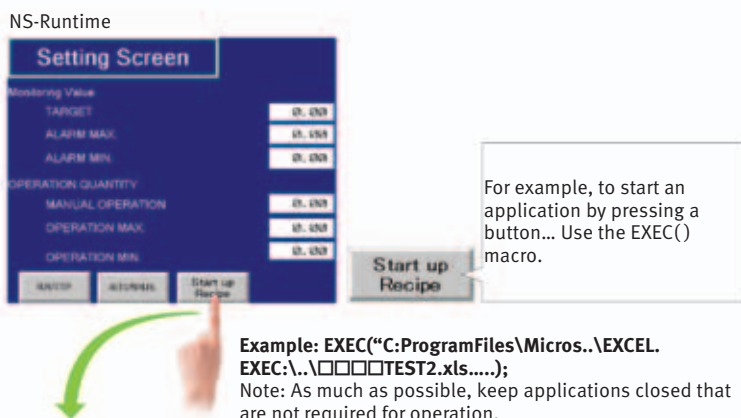 NS-Runtime
Setting Screen
Monitoring Value
TARGET 0.00
ALARM MAX. 0.00
ALARM MIN. 0.00
OPERATION QUANTITY
MANUAL OPERATION 0.00
OPERATION MAX. 0.00
OPERATION MIN. 0.00
Start up
Recipe
Start up
Recipe
For example, to start an
application by pressing a
button... Use the EXEC()
macro.
Example: EXEC(“C:ProgramFiles\Micros..\EXCEL.
EXEC:\..\□□□□TEST2.xls.....);
Note: As much as possible, keep applications closed that
are not required for operation.